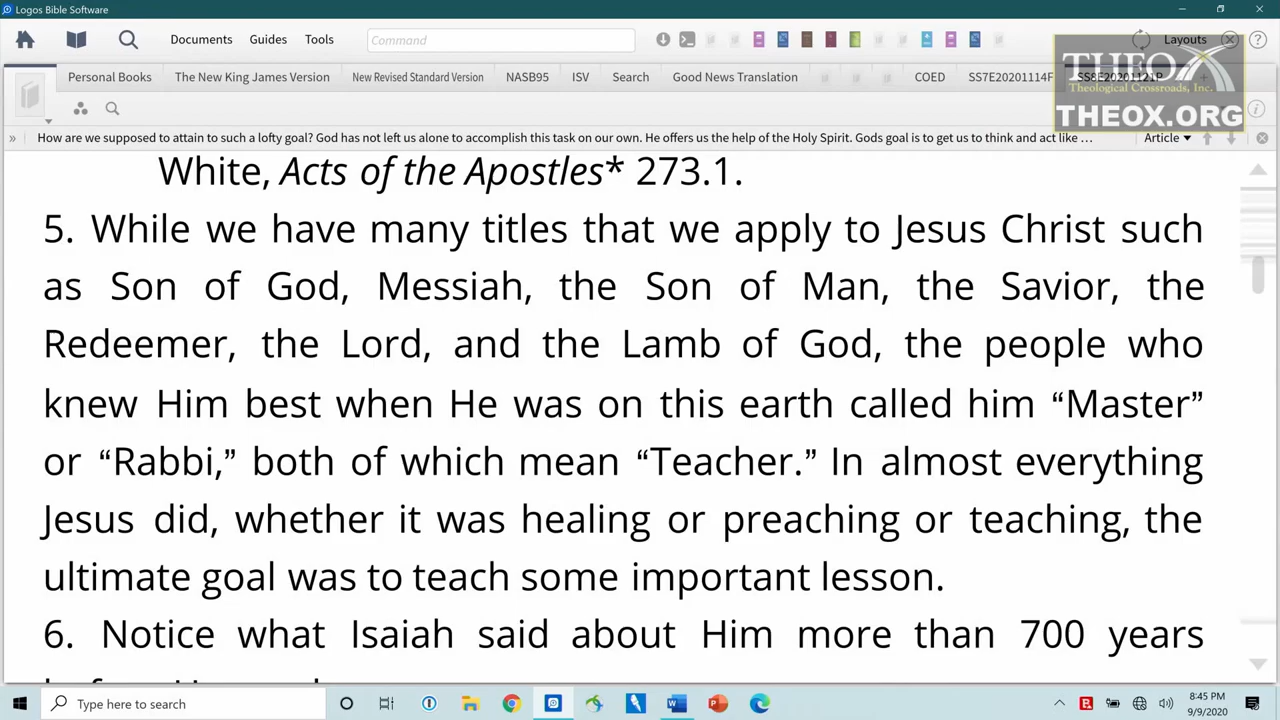 Logos Bible Software
Documents Guides Tools Command Layouts
Personal Books The New King James Version New Revised Standard Version NASB95 ISV Search Good News Translation COED SS7E20201114F SS8E20201121P
THEOX
Theological Crossroads, Inc.
THEOX.ORG
» How are we supposed to attain to such a lofty goal? God has not left us alone to accomplish this task on our own. He offers us the help of the Holy Spirit. Gods goal is to get us to think and act like ... Article
White, Acts of the Apostles* 273.1.
5. While we have many titles that we apply to Jesus Christ such
as Son of God, Messiah, the Son of Man, the Savior, the
Redeemer, the Lord, and the Lamb of God, the people who
knew Him best when He was on this earth called him “Master”
or “Rabbi,” both of which mean “Teacher.” In almost everything
Jesus did, whether it was healing or preaching or teaching, the
ultimate goal was to teach some important lesson.
6. Notice what Isaiah said about Him more than 700 years
Type here to search
8:45 PM
9/9/2020